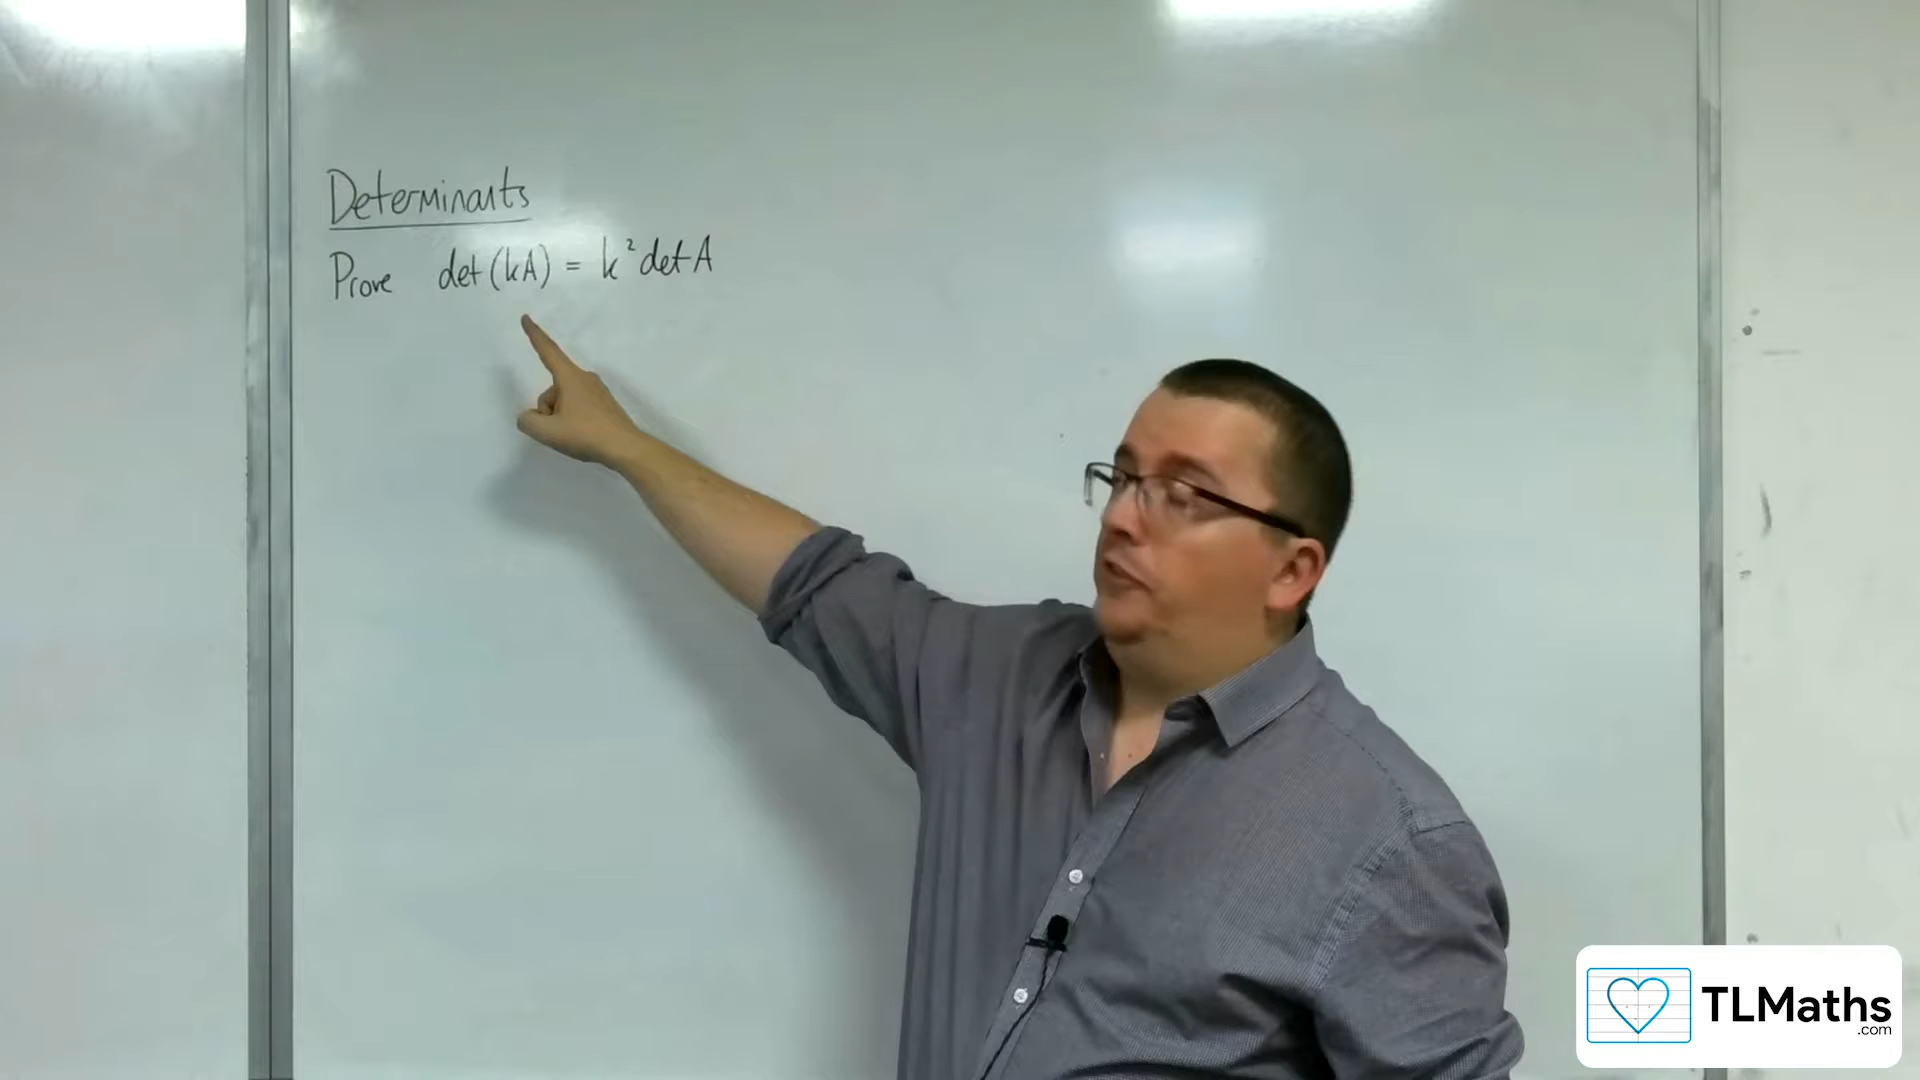 Determinants
Prove det(kA) = k² det A
TLMaths
.com